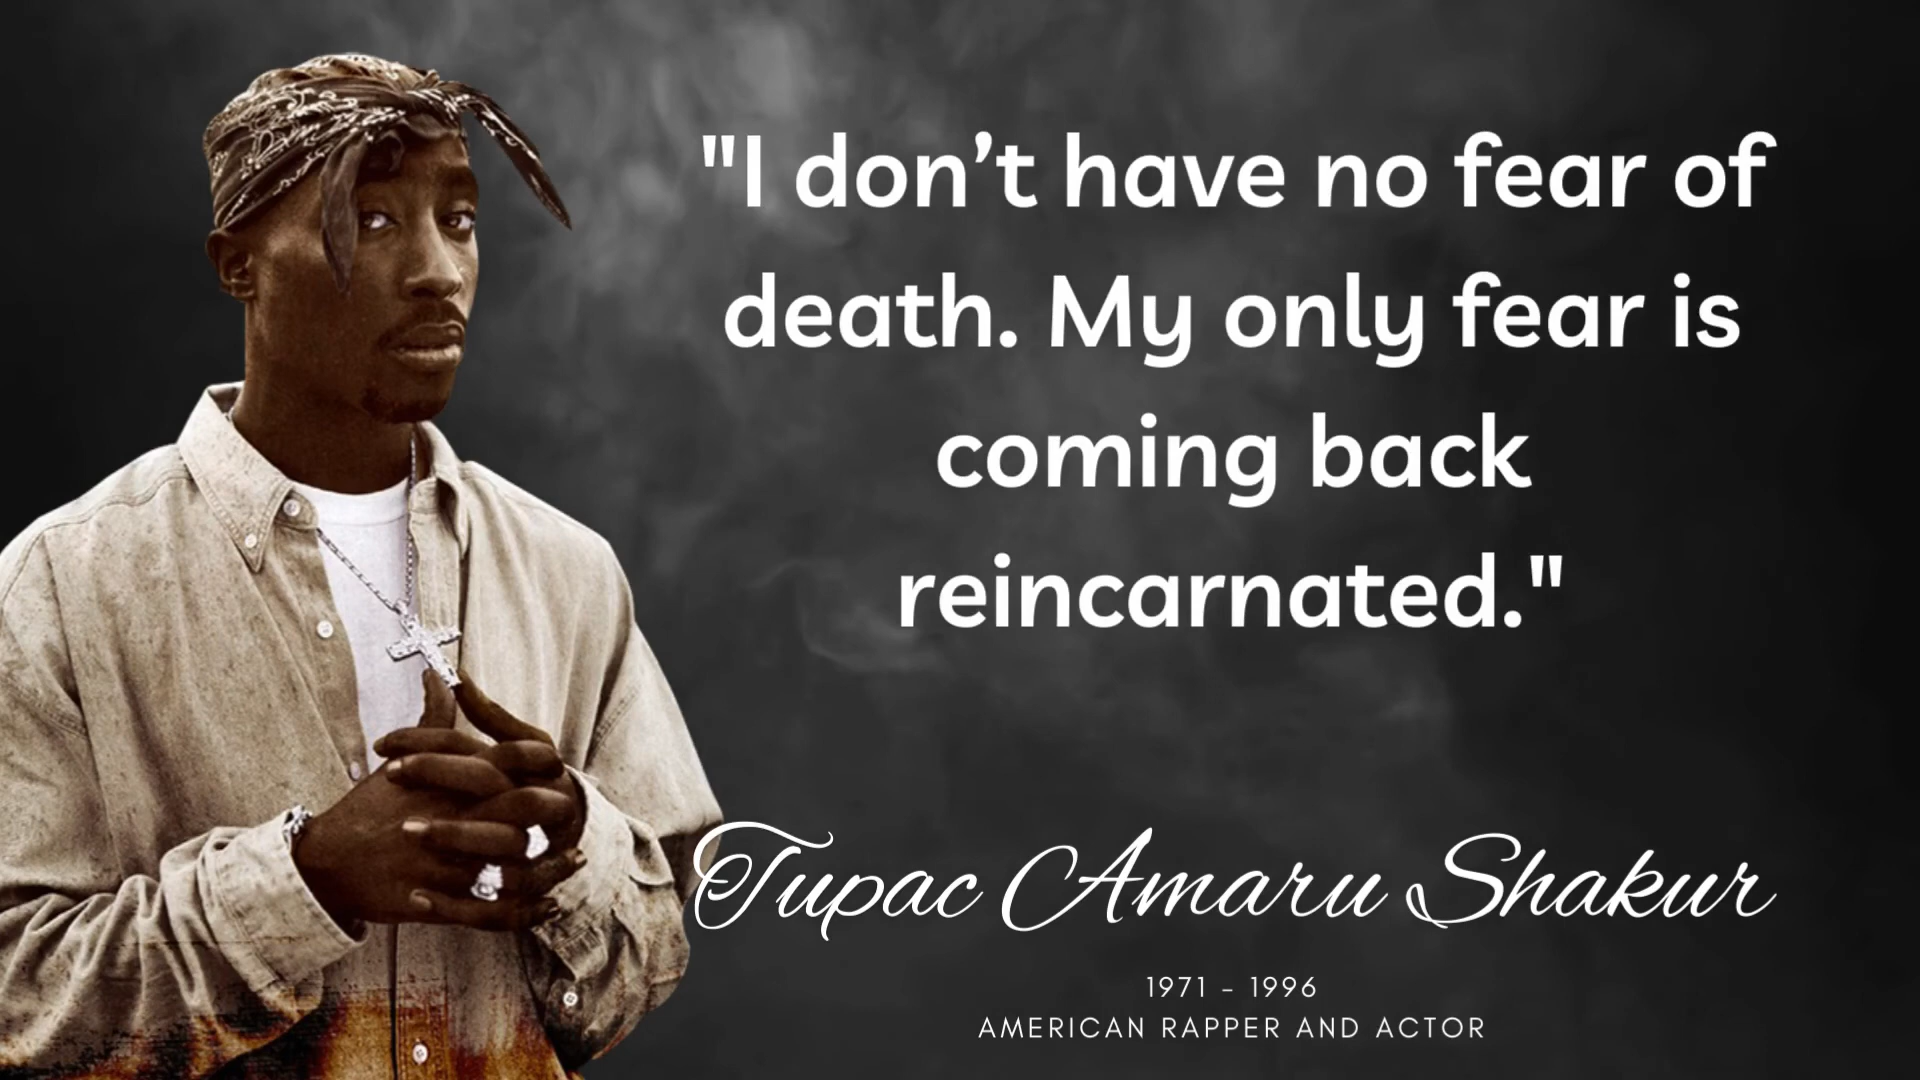 "I don’t have no fear of
death. My only fear is
coming back
reincarnated."
Tupac Amaru Shakur
1971 – 1996
AMERICAN RAPPER AND ACTOR